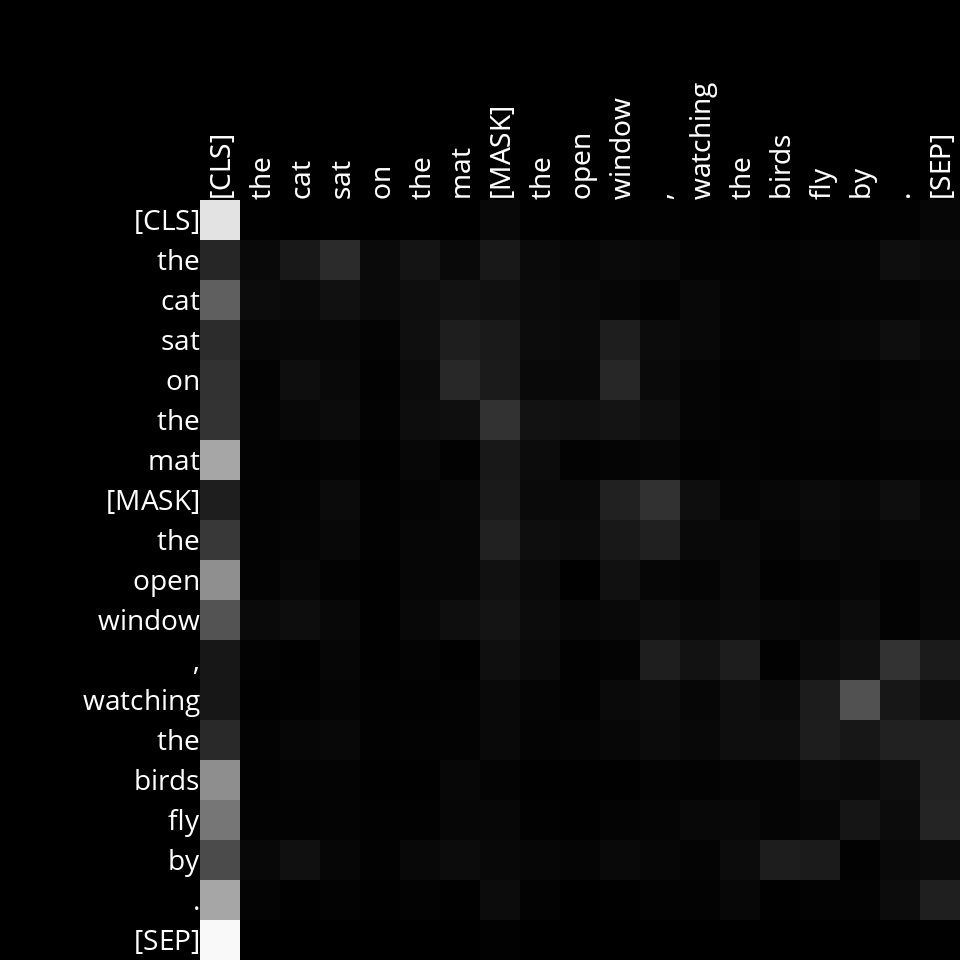 [CLS] the cat sat on the mat [MASK] the open window , watching the birds fly by . [SEP]
[CLS]
the
cat
sat
on
the
mat
[MASK]
the
open
window
,
watching
the
birds
fly
by
.
[SEP]